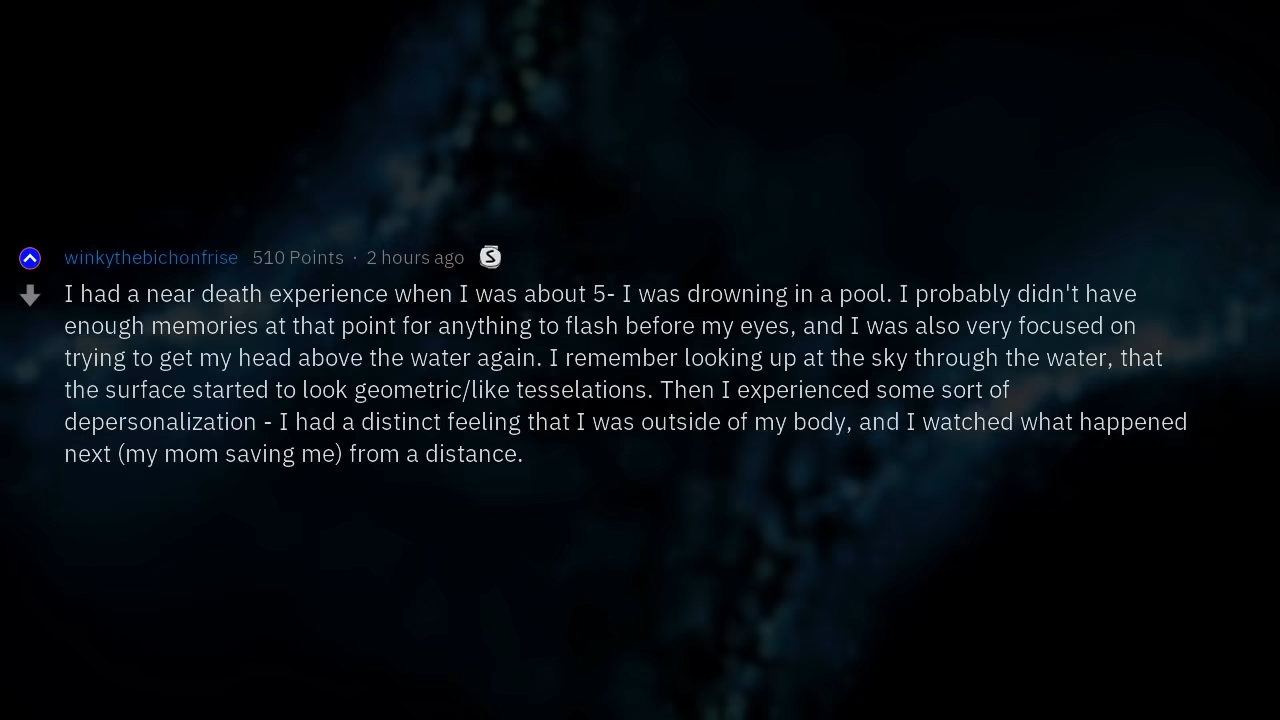 winkythebichonfrise 510 Points · 2 hours ago S
I had a near death experience when I was about 5- I was drowning in a pool. I probably didn't have
enough memories at that point for anything to flash before my eyes, and I was also very focused on
trying to get my head above the water again. I remember looking up at the sky through the water, that
the surface started to look geometric/like tesselations. Then I experienced some sort of
depersonalization - I had a distinct feeling that I was outside of my body, and I watched what happened
next (my mom saving me) from a distance.